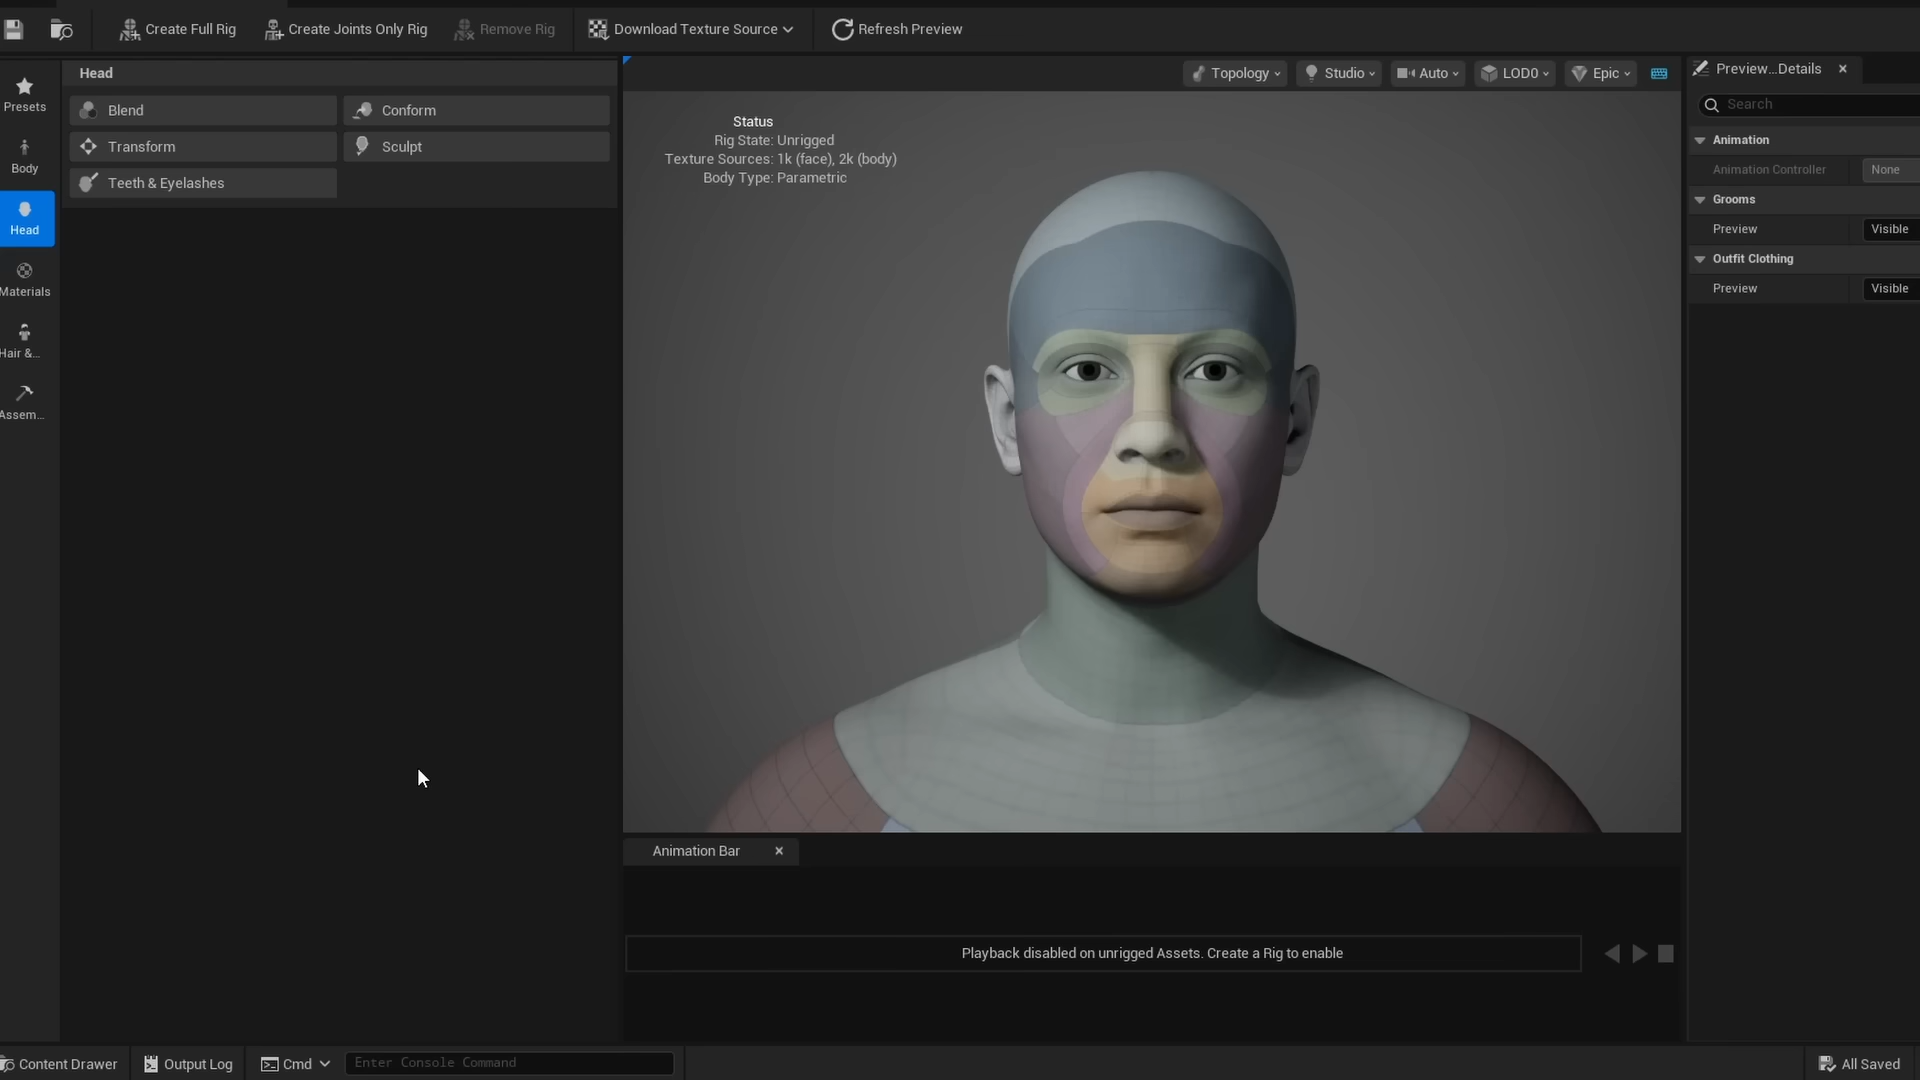 Create Full Rig
Create Joints Only Rig
Remove Rig
Download Texture Source
Refresh Preview
Presets
Body
Head
Materials
Hair &...
Assem...
Head
Blend
Conform
Transform
Sculpt
Teeth & Eyelashes
Topology
Studio
Auto
LOD0
Epic
Status
Rig State: Unrigged
Texture Sources: 1k (face), 2k (body)
Body Type: Parametric
Preview...Details
Search
Animation
Animation Controller
None
Grooms
Preview
Visible
Outfit Clothing
Preview
Visible
Animation Bar
Playback disabled on unrigged Assets. Create a Rig to enable
Content Drawer
Output Log
Cmd
Enter Console Command
All Saved